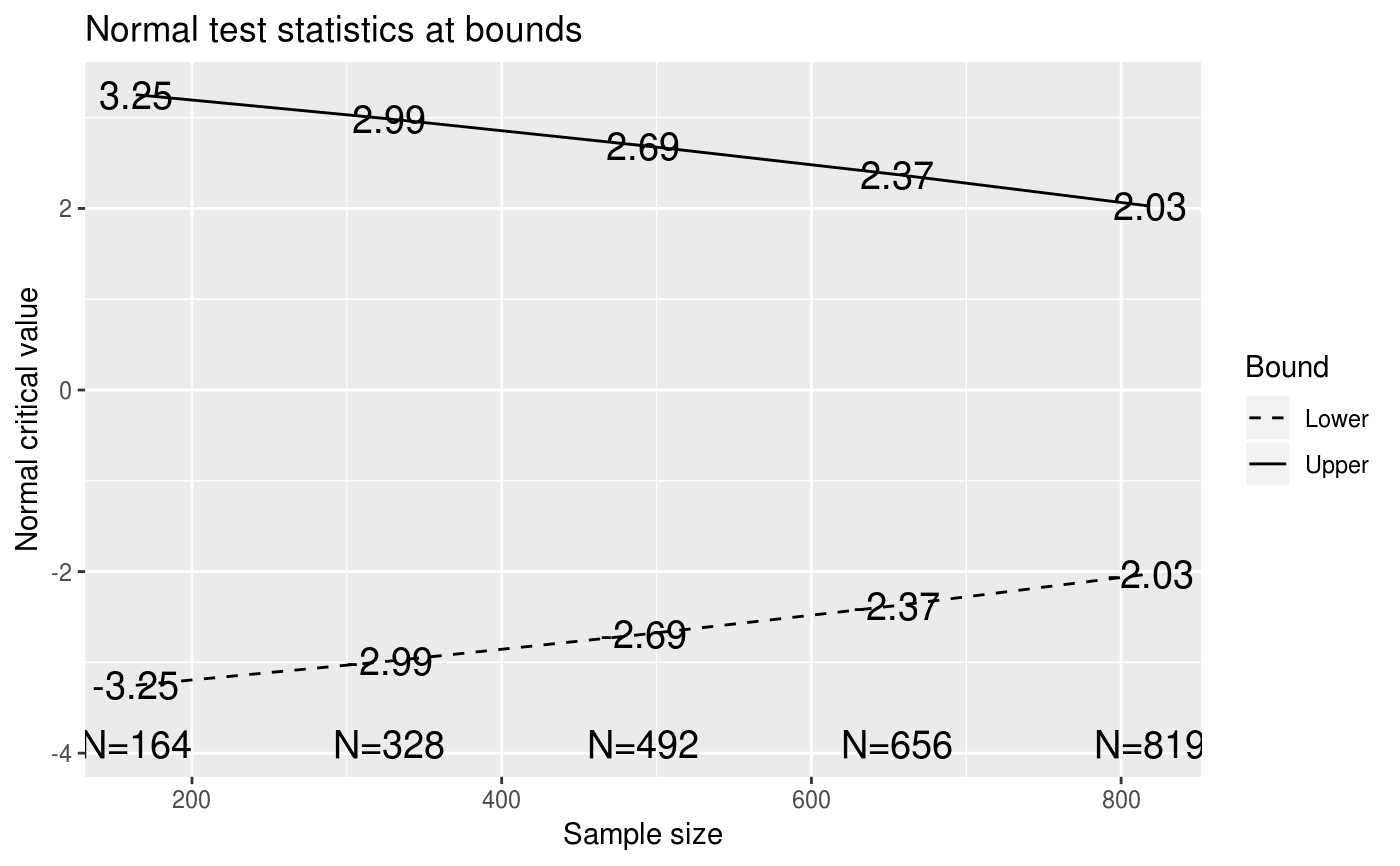 Normal test statistics at bounds
Normal critical value
2
0
-2
-4
3.25
2.99
2.69
2.37
2.03
-3.25
-2.99
-2.69
-2.37
-2.03
N=164
N=328
N=492
N=656
N=819
200
400
600
800
Sample size
Bound
Lower
Upper